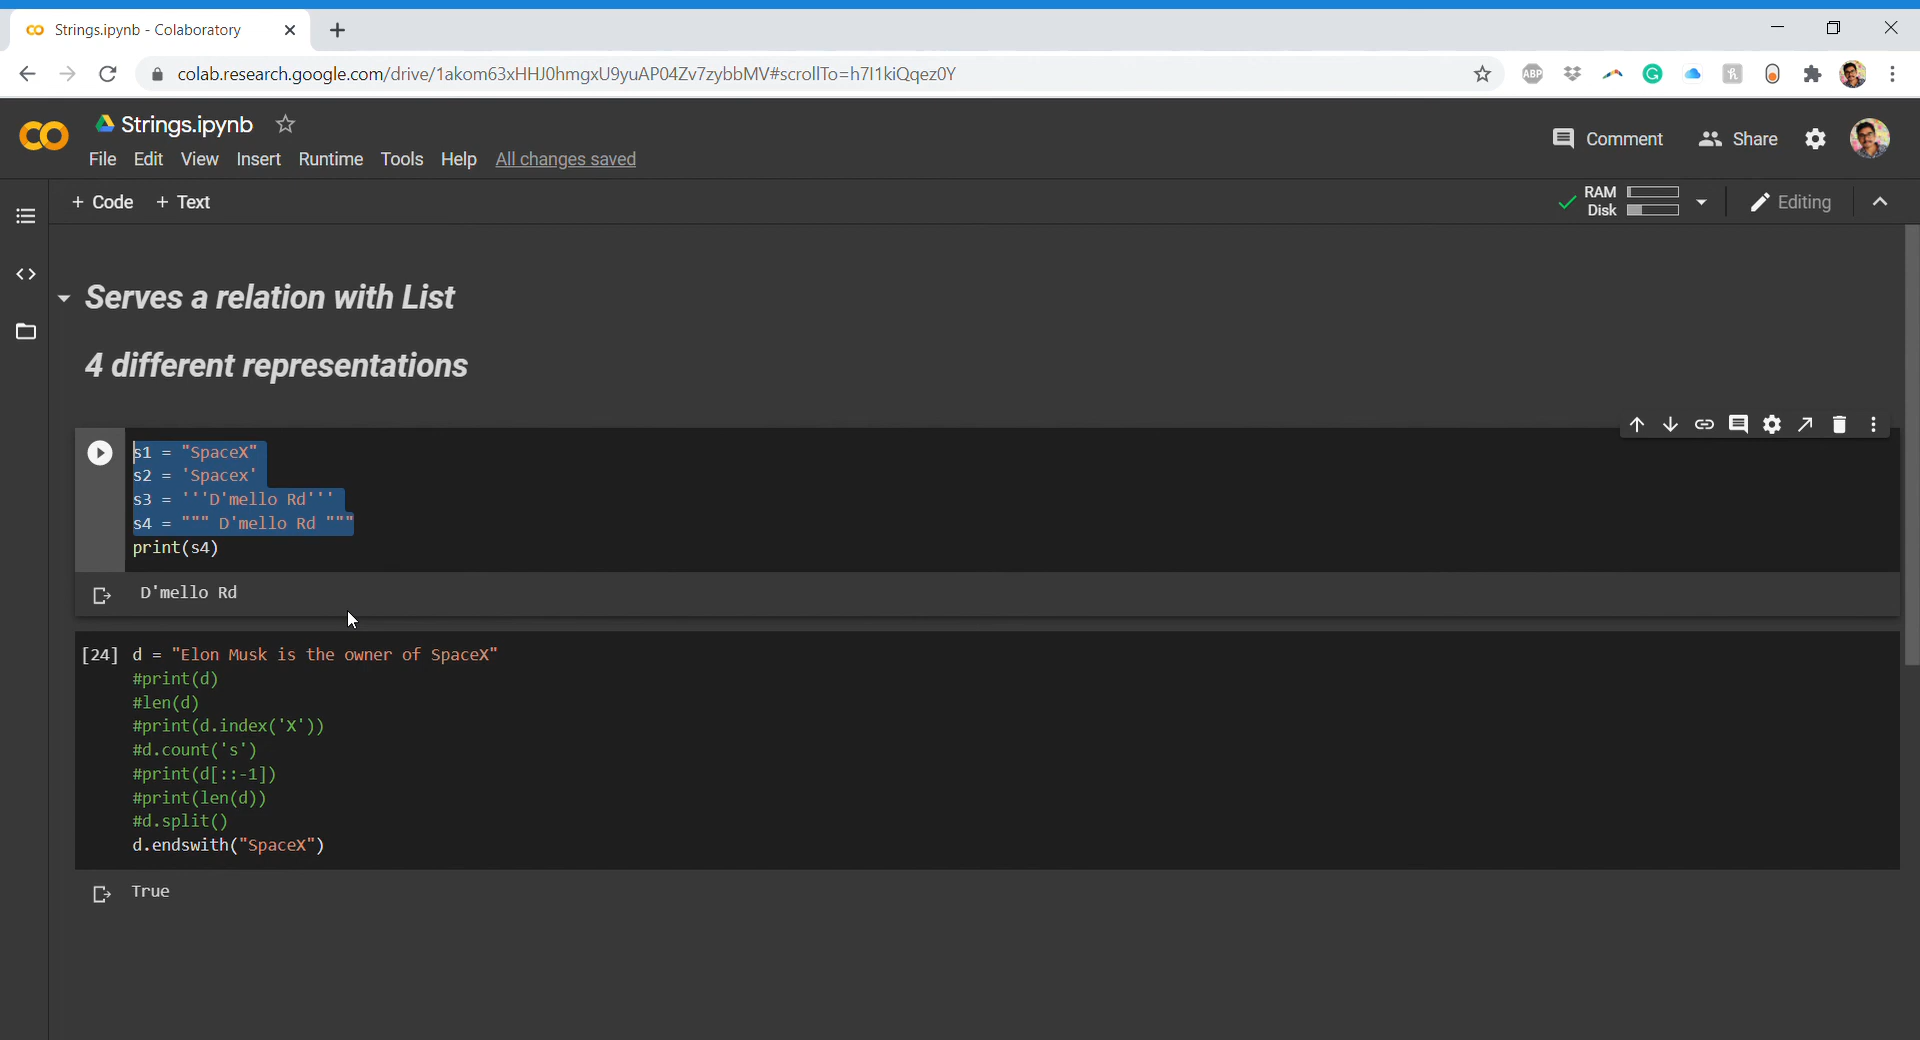 Strings.ipynb - Colaboratory
colab.research.google.com/drive/1akom63xHHJ0hmgxU9yuAP04Zv7zybbMV#scrollTo=h7I1kiQqez0Y
ABP
Strings.ipynb
File Edit View Insert Runtime Tools Help All changes saved
Comment Share
+ Code + Text
RAM
Disk
Editing
Serves a relation with List
4 different representations
s1 = "SpaceX"
s2 = 'Spacex'
s3 = '''D'mello Rd'''
s4 = """ D'mello Rd """
print(s4)
D'mello Rd
[24] d = "Elon Musk is the owner of SpaceX"
#print(d)
#len(d)
#print(d.index('X'))
#d.count('s')
#print(d[::-1])
#print(len(d))
#d.split()
d.endswith("SpaceX")
True